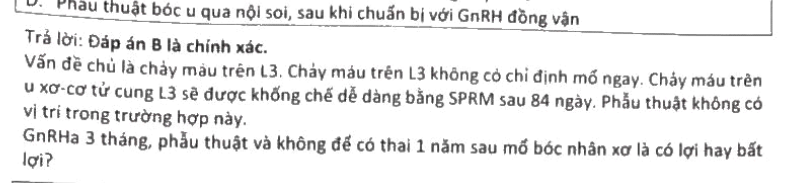 D. Phẫu thuật bóc u qua nội soi, sau khi chuẩn bị với GnRH đồng vận
Trả lời: Đáp án B là chính xác.
Vấn đề chủ là chảy máu trên L3. Chảy máu trên L3 không có chỉ định mổ ngay. Chảy máu trên
u xơ-cơ tử cung L3 sẽ được khống chế dễ dàng bằng SPRM sau 84 ngày. Phẫu thuật không có
vị trí trong trường hợp này.
GnRHa 3 tháng, phẫu thuật và không để có thai 1 năm sau mổ bóc nhân xơ là có lợi hay bất
lợi?